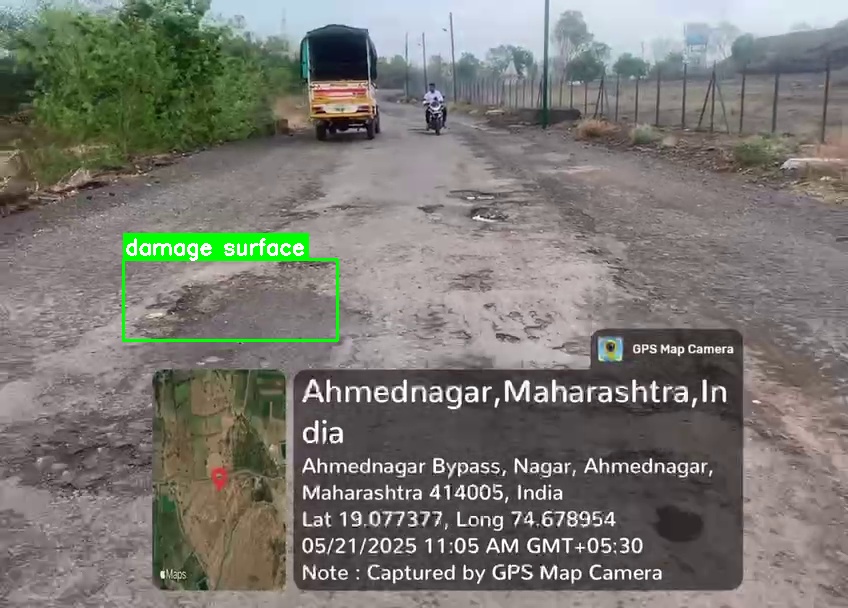 damage surface
GPS Map Camera
Ahmednagar,Maharashtra,In
dia
Ahmednagar Bypass, Nagar, Ahmednagar,
Maharashtra 414005, India
Lat 19.077377, Long 74.678954
05/21/2025 11:05 AM GMT+05:30
Note : Captured by GPS Map Camera
Maps